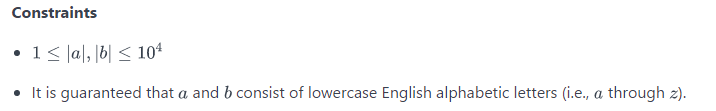 Constraints
• 1 ≤ |a|, |b| ≤ 10⁴
• It is guaranteed that a and b consist of lowercase English alphabetic letters (i.e., a through z).